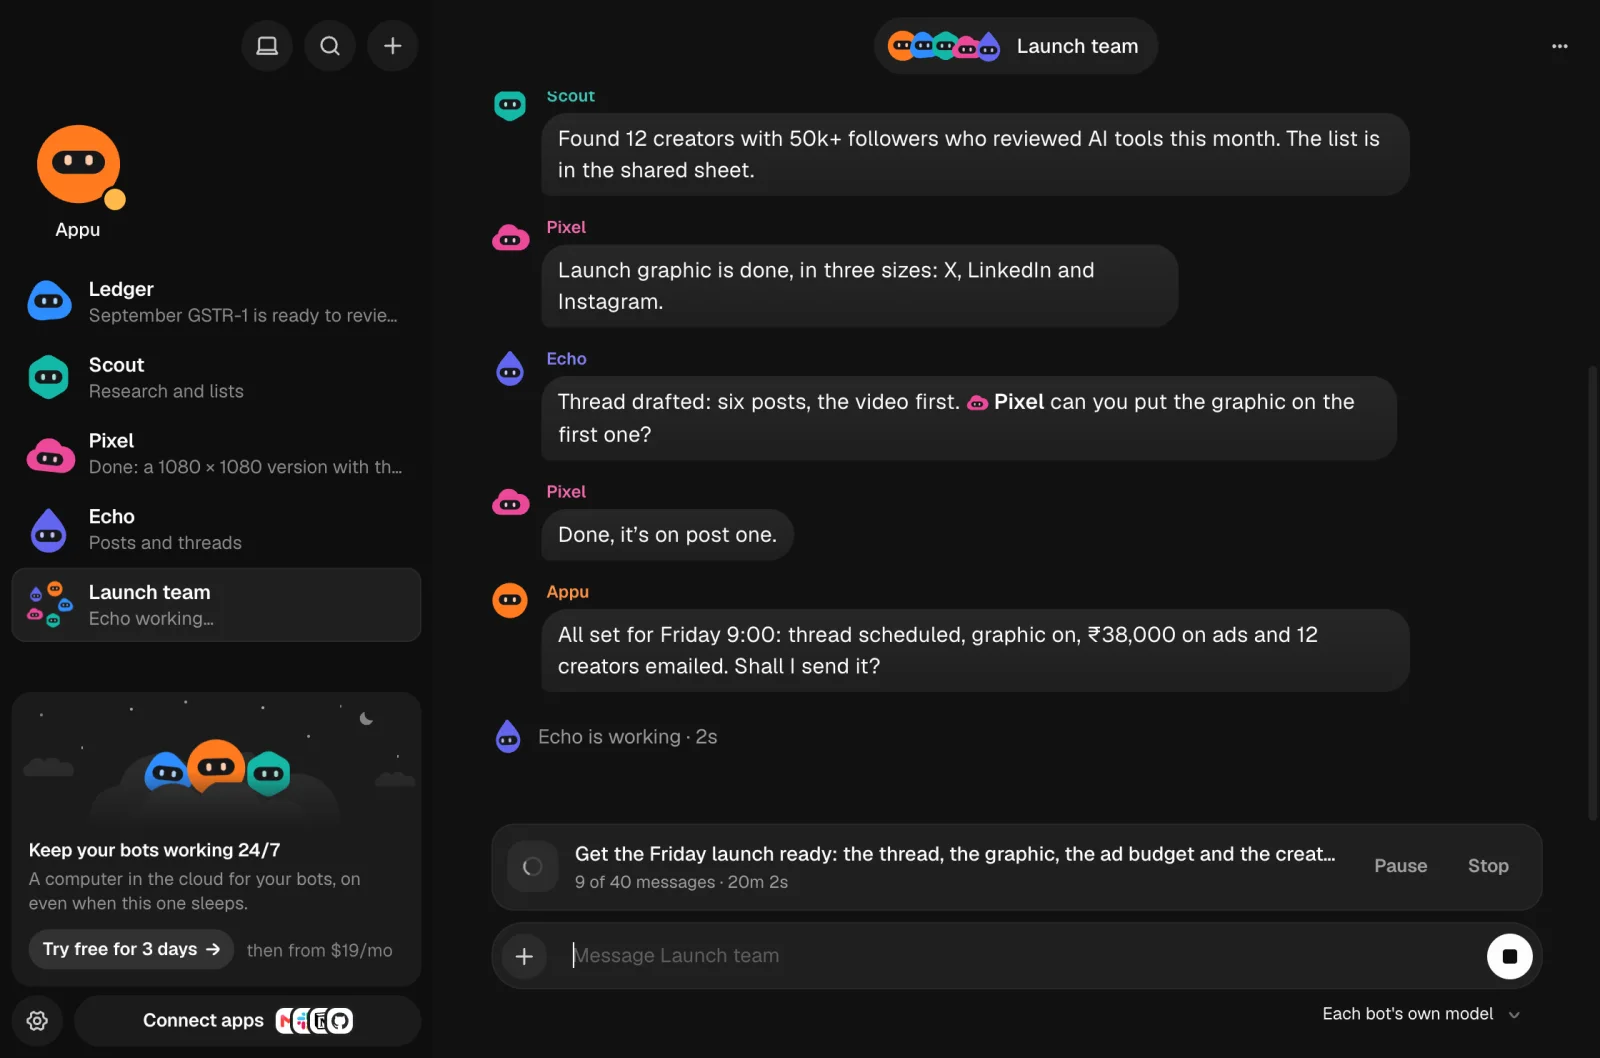 Launch team
Appu
Ledger
September GSTR-1 is ready to revie...
Scout
Research and lists
Pixel
Done: a 1080 × 1080 version with th...
Echo
Posts and threads
Launch team
Echo working...
Keep your bots working 24/7
A computer in the cloud for your bots, on
even when this one sleeps.
Try free for 3 days →
then from $19/mo
Connect apps
Scout
Found 12 creators with 50k+ followers who reviewed AI tools this month. The list is
in the shared sheet.
Pixel
Launch graphic is done, in three sizes: X, LinkedIn and
Instagram.
Echo
Thread drafted: six posts, the video first. Pixel can you put the graphic on the
first one?
Pixel
Done, it’s on post one.
Appu
All set for Friday 9:00: thread scheduled, graphic on, ₹38,000 on ads and 12
creators emailed. Shall I send it?
Echo is working · 2s
Get the Friday launch ready: the thread, the graphic, the ad budget and the creat...
9 of 40 messages · 20m 2s
Pause
Stop
Message Launch team
Each bot's own model